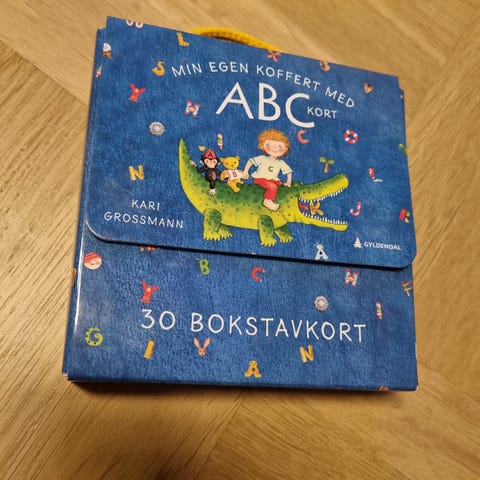 MIN EGEN KOFFERT MED
ABC KORT
KARI
GROSSMANN
GYLDENDAL
30 BOKSTAVKORT